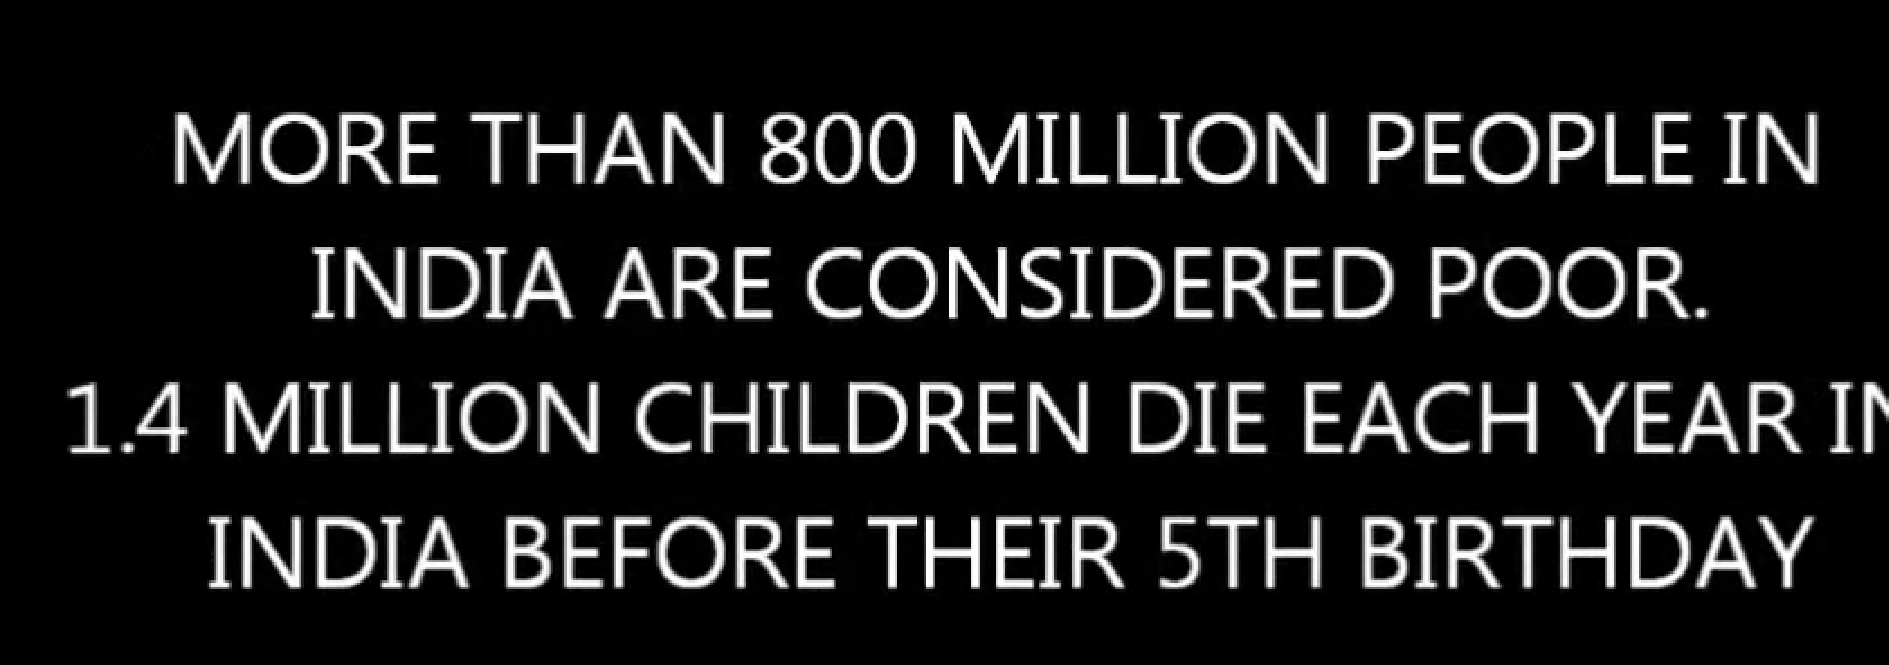 MORE THAN 800 MILLION PEOPLE IN
INDIA ARE CONSIDERED POOR.
1.4 MILLION CHILDREN DIE EACH YEAR IN
INDIA BEFORE THEIR 5TH BIRTHDAY